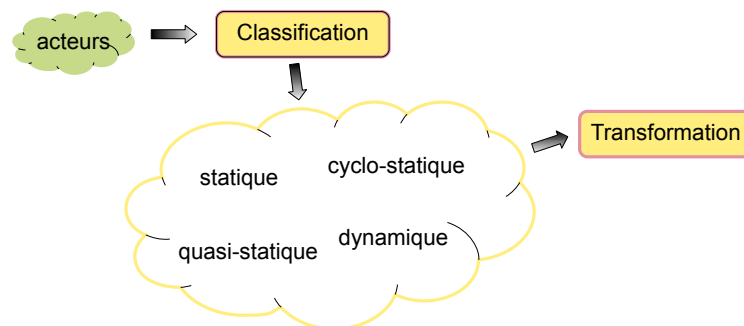 acteurs
Classification
Transformation
statique
cyclo-statique
quasi-statique
dynamique